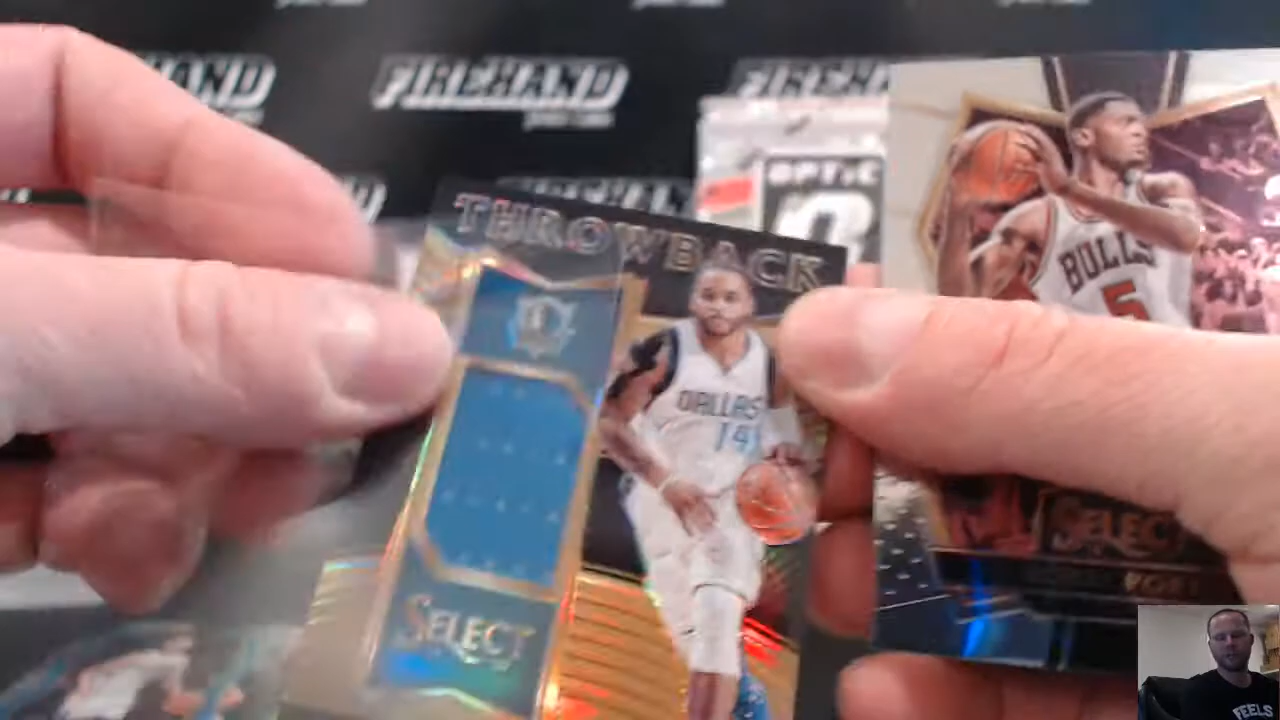 FIREHAND
FIREHAND
FIREHAND
OPTIC
THROWBACK
BULLS
5
DALLAS
14
SELECT
SELECT
FEELS